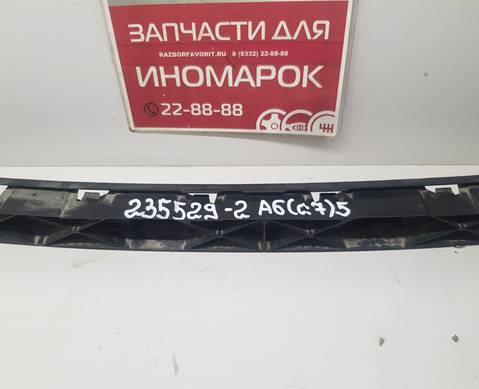 ЗАПЧАСТИ ДЛЯ
RAZBORFAVORIT.RU 8 (8332) 22-88-88
ИНОМАРОК
22-88-88
235529-2 A6(c7)5